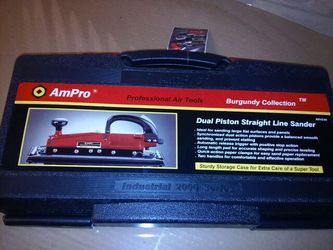 AmPro®
Professional Air Tools
Burgundy Collection™
Dual Piston Straight Line Sander
- Ideal for sanding large flat surfaces and panels
- Synchronized dual action pistons provide a balanced smooth
sanding, and prevent stalling
- Automatic release trigger with positive stop action
- Long length pad for accurate shaping and precise leveling
- Quick action paper clamps for easy sand paper replacement
- Two handles for comfortable and effective operation
Sturdy Storage Case for Extra Care of a Super Tool
Industrial 2000